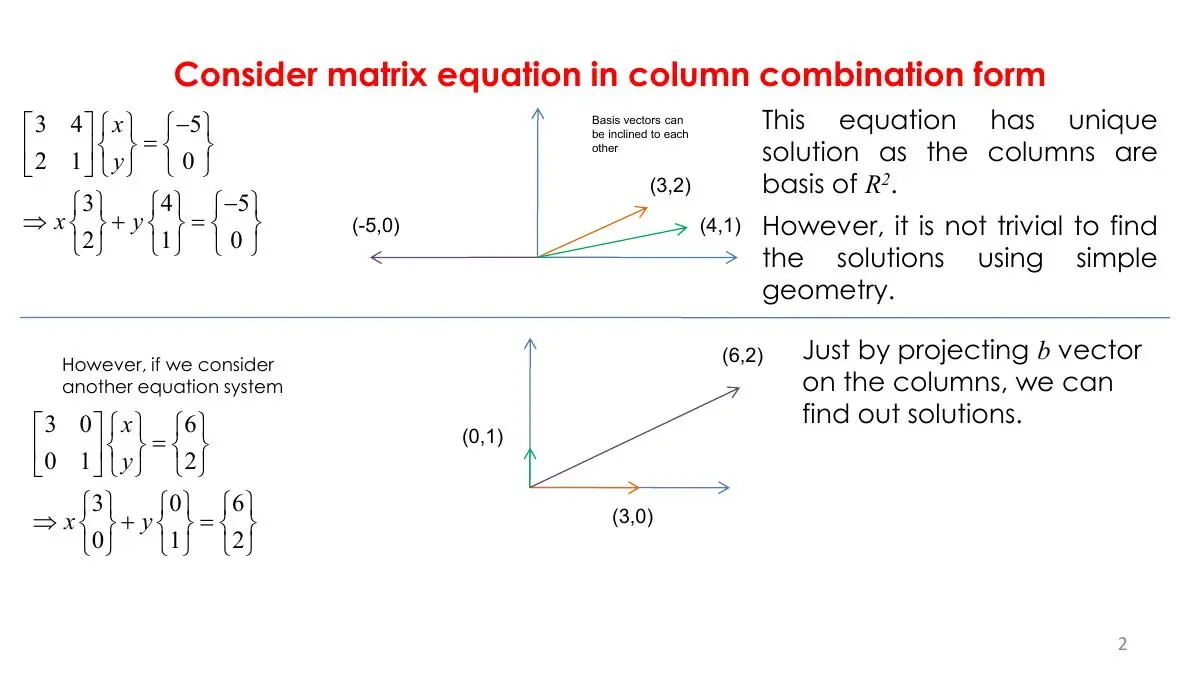 Consider matrix equation in column combination form
[3 4; 2 1] {x; y} = {−5; 0}
⇒ x {3; 2} + y {4; 1} = {−5; 0}
Basis vectors can
be inclined to each
other
(3,2)
(-5,0)
(4,1)
This equation has unique
solution as the columns are
basis of R².
However, it is not trivial to find
the solutions using simple
geometry.
However, if we consider
another equation system
[3 0; 0 1] {x; y} = {6; 2}
⇒ x {3; 0} + y {0; 1} = {6; 2}
(6,2)
(0,1)
(3,0)
Just by projecting b vector
on the columns, we can
find out solutions.
2